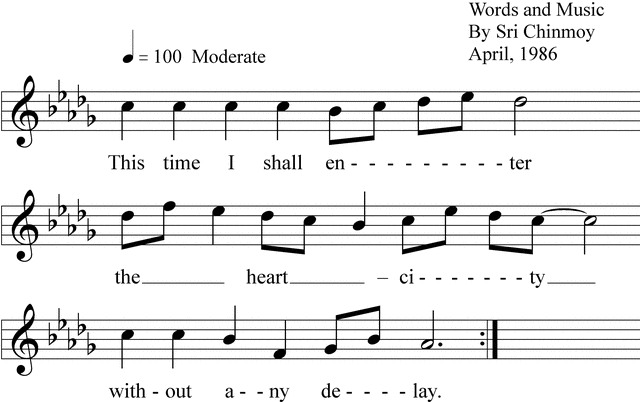 Words and Music
By Sri Chinmoy
April, 1986
= 100 Moderate
This time I shall en - - - - - - - - - - ter
the ______ heart ______ – ci - - - - - - - ty ______
with - out a - - ny de - - - - lay.